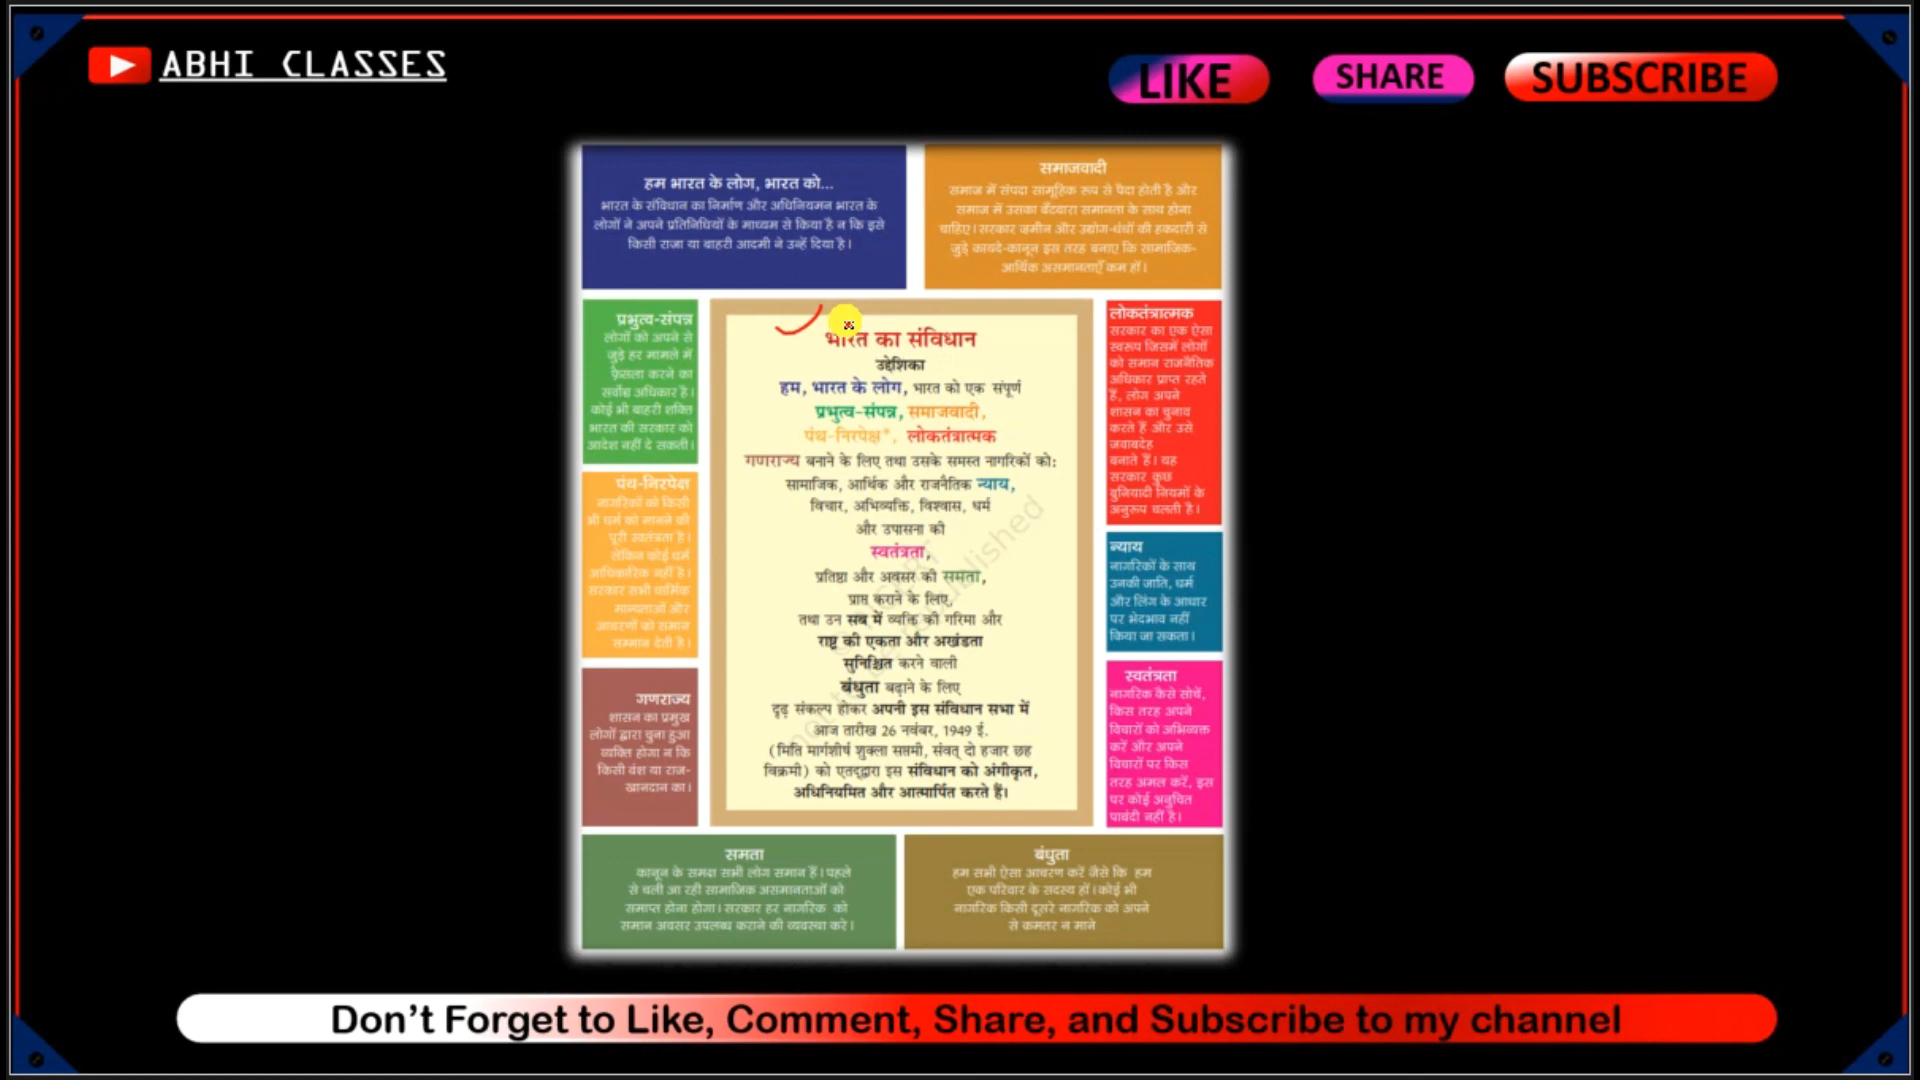 ABHI CLASSES
LIKE
SHARE
SUBSCRIBE
हम भारत के लोग, भारत को...
भारत के संविधान का निर्माण और अधिनियमन भारत के
लोगों ने अपने प्रतिनिधियों के माध्यम से किया है न कि इसे
किसी राजा या बाहरी आदमी ने उन्हें दिया है।
समाजवादी
समाज में संपदा सामूहिक रूप से पैदा होती है और
समाज में उसका बँटवारा समानता के साथ होना
चाहिए। सरकार ज़मीन और उद्योग-धंधों की हकदारी से
जुड़े कायदे-कानून इस तरह बनाए कि सामाजिक-
आर्थिक असमानताएँ कम हों।
प्रभुत्व-संपन्न
लोगों को अपने से
जुड़े हर मामले में
फ़ैसला करने का
सर्वोच्च अधिकार है।
कोई भी बाहरी शक्ति
भारत की सरकार को
आदेश नहीं दे सकती।
पंथ-निरपेक्ष
नागरिकों को किसी
भी धर्म को मानने की
पूरी स्वतंत्रता है।
लेकिन कोई धर्म
आधिकारिक नहीं है।
सरकार सभी धार्मिक
मान्यताओं और
आचरणों को समान
सम्मान देती है।
गणराज्य
शासन का प्रमुख
लोगों द्वारा चुना हुआ
व्यक्ति होगा न कि
किसी वंश या राज-
खानदान का।
भारत का संविधान
उद्देशिका
हम, भारत के लोग, भारत को एक संपूर्ण
प्रभुत्व-संपन्न, समाजवादी,
पंथ-निरपेक्ष*, लोकतंत्रात्मक
गणराज्य बनाने के लिए तथा उसके समस्त नागरिकों को:
सामाजिक, आर्थिक और राजनैतिक न्याय,
विचार, अभिव्यक्ति, विश्वास, धर्म
और उपासना की
स्वतंत्रता,
प्रतिष्ठा और अवसर की समता,
प्राप्त कराने के लिए,
तथा उन सब में व्यक्ति की गरिमा और
राष्ट्र की एकता और अखंडता
सुनिश्चित करने वाली
बंधुता बढ़ाने के लिए
दृढ़ संकल्प होकर अपनी इस संविधान सभा में
आज तारीख 26 नवंबर, 1949 ई.
(मिति मार्गशीर्ष शुक्ला सप्तमी, संवत् दो हजार छह
विक्रमी) को एतद्द्वारा इस संविधान को अंगीकृत,
अधिनियमित और आत्मार्पित करते हैं।
लोकतंत्रात्मक
सरकार का एक ऐसा
स्वरूप जिसमें लोगों
को समान राजनैतिक
अधिकार प्राप्त रहते
हैं, लोग अपने
शासन का चुनाव
करते हैं और उसे
जवाबदेह
बनाते हैं। यह
सरकार कुछ
बुनियादी नियमों के
अनुरूप चलती है।
न्याय
नागरिकों के साथ
उनकी जाति, धर्म
और लिंग के आधार
पर भेदभाव नहीं
किया जा सकता।
स्वतंत्रता
नागरिक कैसे सोचें,
किस तरह अपने
विचारों को अभिव्यक्त
करें और अपने
विचारों पर किस
तरह अमल करें, इस
पर कोई अनुचित
पाबंदी नहीं है।
समता
कानून के समक्ष सभी लोग समान हैं। पहले
से चली आ रही सामाजिक असमानताओं को
समाप्त होना होगा। सरकार हर नागरिक को
समान अवसर उपलब्ध कराने की व्यवस्था करे।
बंधुता
हम सभी ऐसा आचरण करें जैसे कि हम
एक परिवार के सदस्य हों। कोई भी
नागरिक किसी दूसरे नागरिक को अपने
से कमतर न माने
Don't Forget to Like, Comment, Share, and Subscribe to my channel